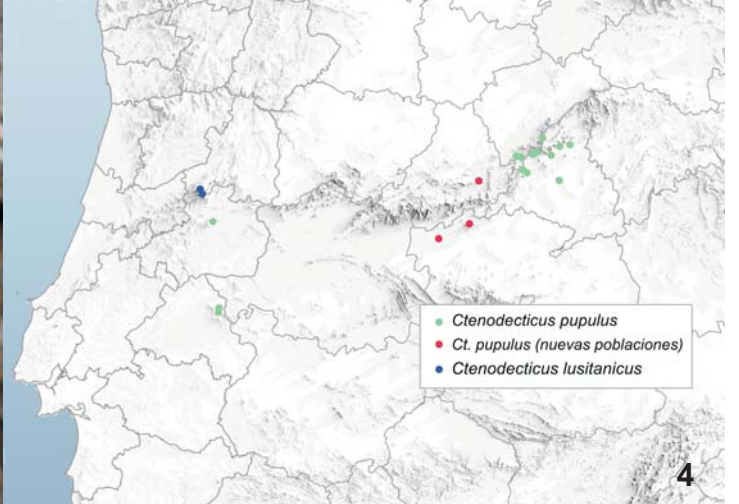 Ctenodecticus pupulus
Ct. pupulus (nuevas poblaciones)
Ctenodecticus lusitanicus
4